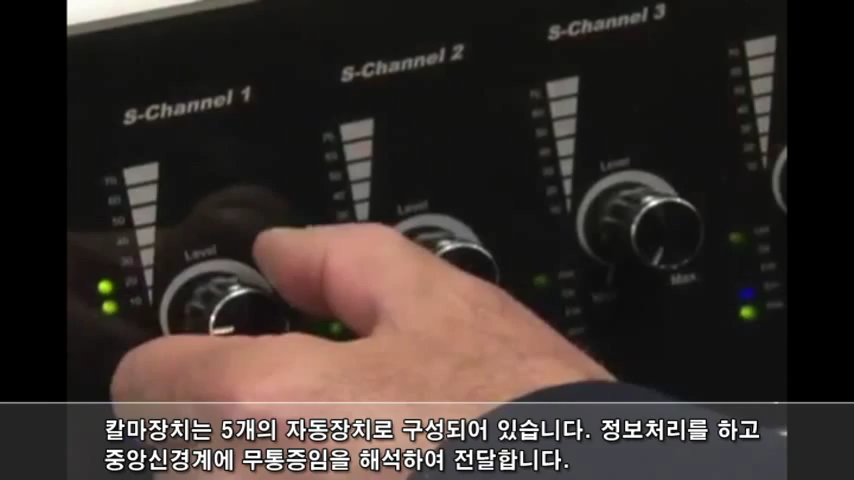 S-Channel 1
S-Channel 2
S-Channel 3
Level
Level
Level
Max.
칼마장치는 5개의 자동장치로 구성되어 있습니다. 정보처리를 하고
중앙신경계에 무통증임을 해석하여 전달합니다.